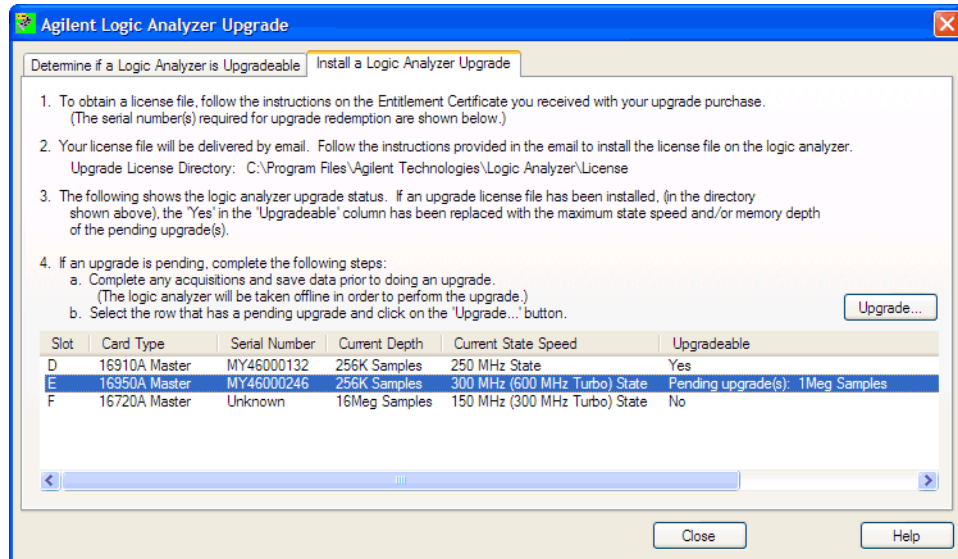 Agilent Logic Analyzer Upgrade
Determine if a Logic Analyzer is Upgradeable Install a Logic Analyzer Upgrade
1. To obtain a license file, follow the instructions on the Entitlement Certificate you received with your upgrade purchase.
(The serial number(s) required for upgrade redemption are shown below.)
2. Your license file will be delivered by email. Follow the instructions provided in the email to install the license file on the logic analyzer.
Upgrade License Directory: C:\Program Files\Agilent Technologies\Logic Analyzer\License
3. The following shows the logic analyzer upgrade status. If an upgrade license file has been installed, (in the directory
shown above), the 'Yes' in the 'Upgradeable' column has been replaced with the maximum state speed and/or memory depth
of the pending upgrade(s).
4. If an upgrade is pending, complete the following steps:
a. Complete any acquisitions and save data prior to doing an upgrade.
(The logic analyzer will be taken offline in order to perform the upgrade.)
b. Select the row that has a pending upgrade and click on the 'Upgrade...' button.
Upgrade...
Slot Card Type Serial Number Current Depth Current State Speed Upgradeable
D 16910A Master MY46000132 256K Samples 250 MHz State Yes
E 16950A Master MY46000246 256K Samples 300 MHz (600 MHz Turbo) State Pending upgrade(s): 1Meg Samples
F 16720A Master Unknown 16Meg Samples 150 MHz (300 MHz Turbo) State No
Close Help